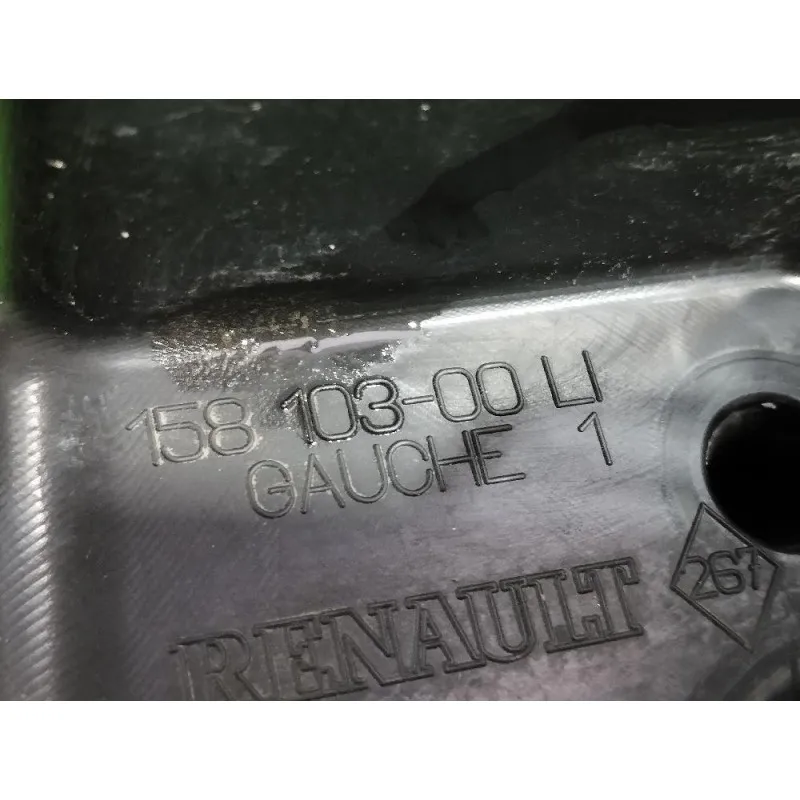 158 103-00 LI
GAUCHE 1
RENAULT
267